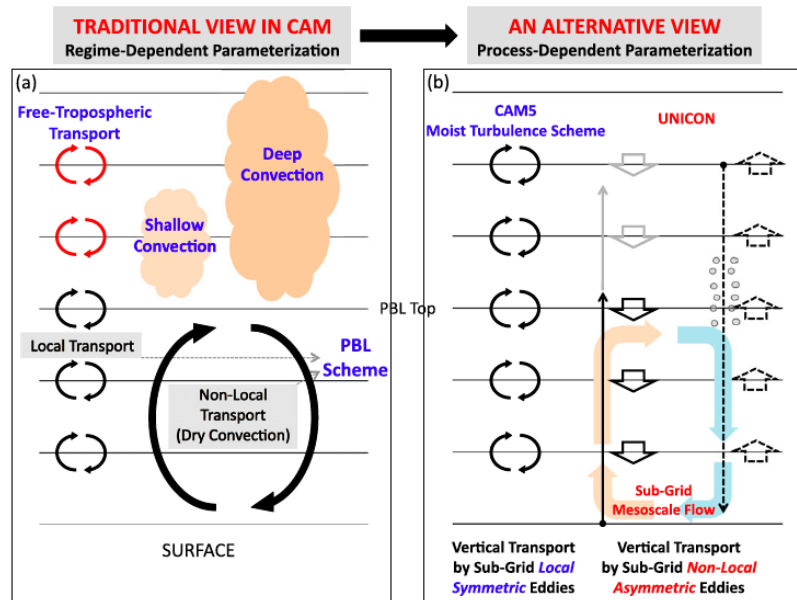 TRADITIONAL VIEW IN CAM
Regime-Dependent Parameterization
AN ALTERNATIVE VIEW
Process-Dependent Parameterization
(a)
Free-Tropospheric
Transport
Deep
Convection
Shallow
Convection
Local Transport
PBL
Scheme
Non-Local
Transport
(Dry Convection)
SURFACE
PBL Top
(b)
CAM5
Moist Turbulence Scheme
UNICON
Sub-Grid
Mesoscale Flow
Vertical Transport
by Sub-Grid Local
Symmetric Eddies
Vertical Transport
by Sub-Grid Non-Local
Asymmetric Eddies